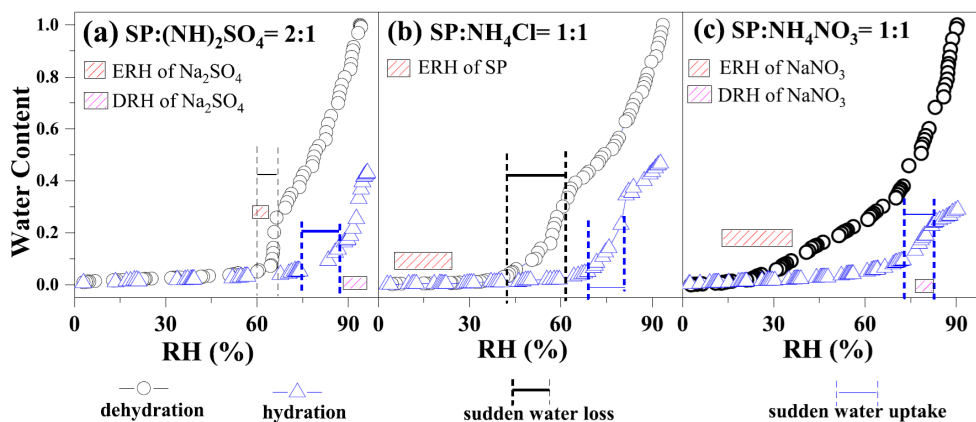 (a) SP:(NH)₂SO₄= 2:1
ERH of Na₂SO₄
DRH of Na₂SO₄
(b) SP:NH₄Cl= 1:1
ERH of SP
(c) SP:NH₄NO₃= 1:1
ERH of NaNO₃
DRH of NaNO₃
Water Content
1.0
0.8
0.6
0.4
0.2
0.0
0 30 60 90
0 30 60 90
0 30 60 90
RH (%)
RH (%)
RH (%)
dehydration
hydration
sudden water loss
sudden water uptake